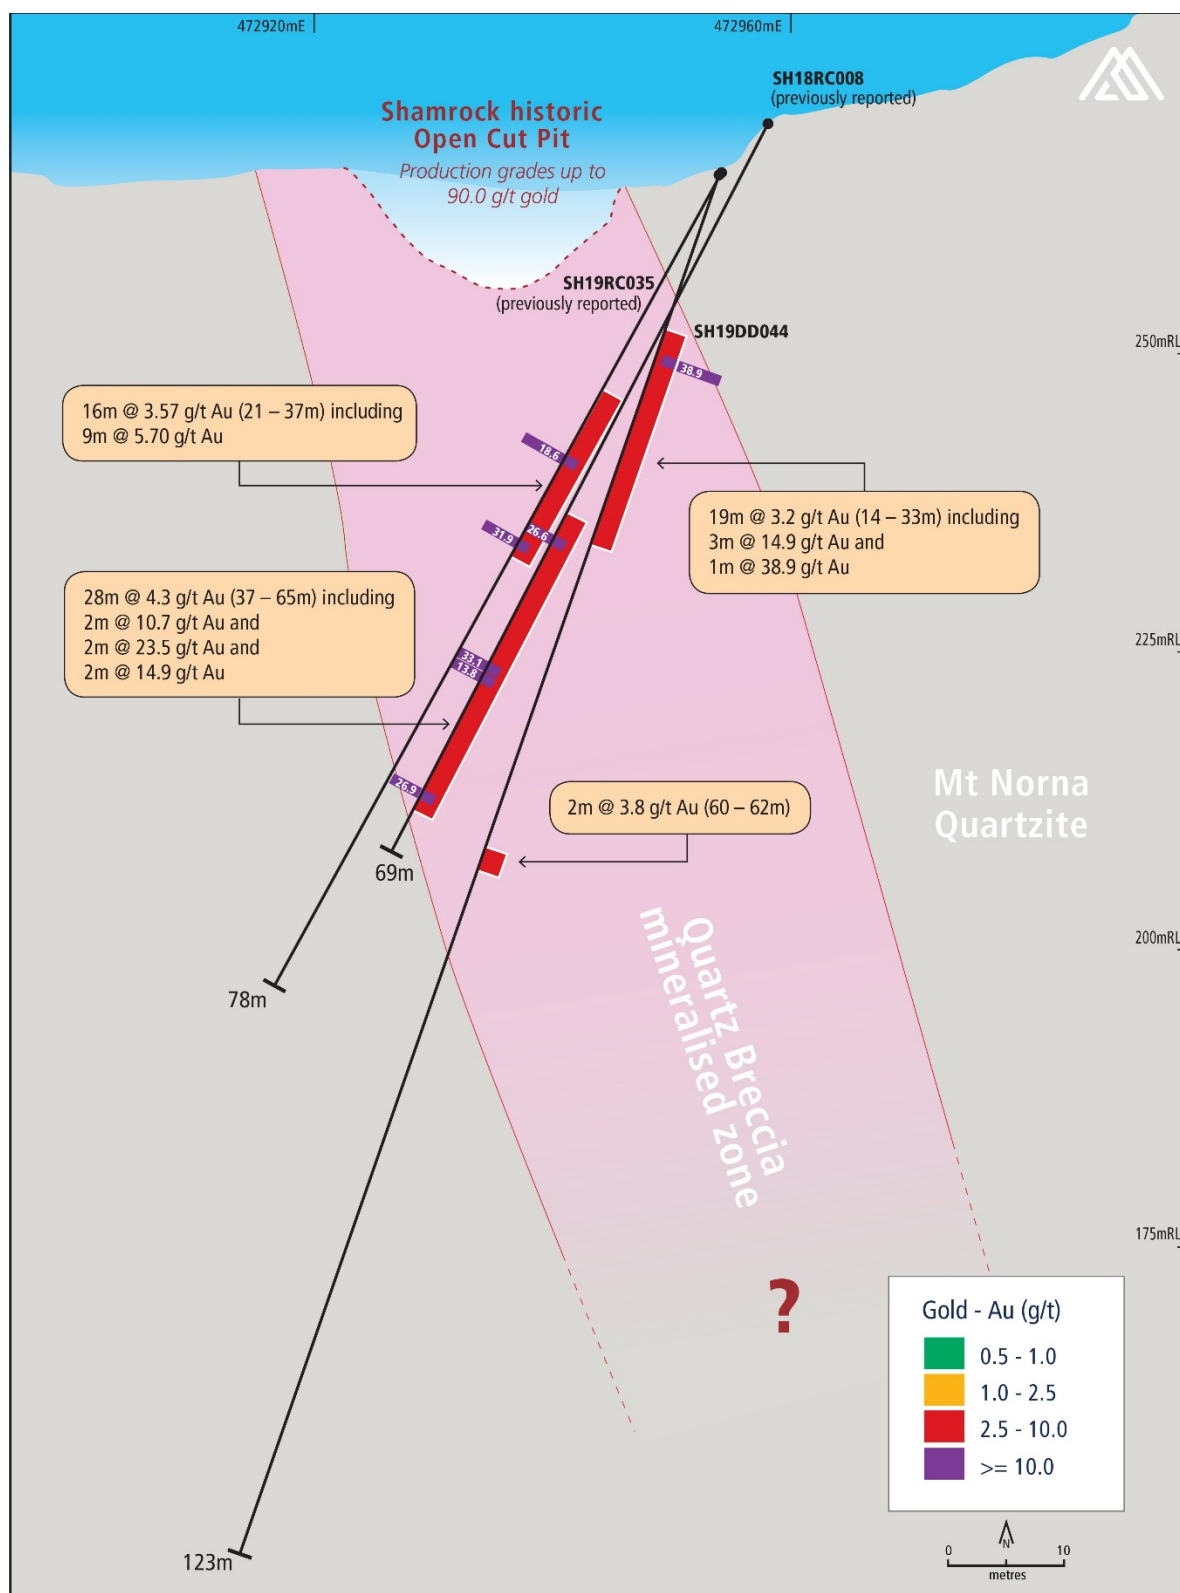 472920mE
472960mE
SH18RC008
(previously reported)
Shamrock historic
Open Cut Pit
Production grades up to
90.0 g/t gold
SH19RC035
(previously reported)
SH19DD044
250mRL
38.9
16m @ 3.57 g/t Au (21 – 37m) including
9m @ 5.70 g/t Au
18.6
31.9
26.6
19m @ 3.2 g/t Au (14 – 33m) including
3m @ 14.9 g/t Au and
1m @ 38.9 g/t Au
28m @ 4.3 g/t Au (37 – 65m) including
2m @ 10.7 g/t Au and
2m @ 23.5 g/t Au and
2m @ 14.9 g/t Au
225mRL
33.1
13.8
26.9
2m @ 3.8 g/t Au (60 – 62m)
Mt Norna
Quartzite
69m
78m
200mRL
Quartz Breccia
mineralised zone
175mRL
?
Gold - Au (g/t)
0.5 - 1.0
1.0 - 2.5
2.5 - 10.0
>= 10.0
N
0 10
metres
123m